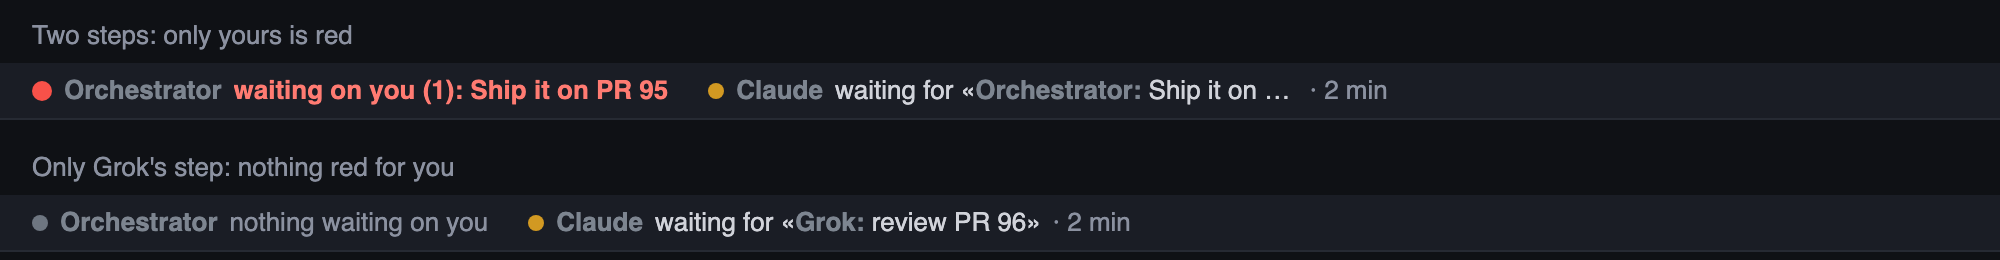 Two steps: only yours is red
Orchestrator waiting on you (1): Ship it on PR 95 Claude waiting for «Orchestrator: Ship it on … · 2 min
Only Grok's step: nothing red for you
Orchestrator nothing waiting on you Claude waiting for «Grok: review PR 96» · 2 min